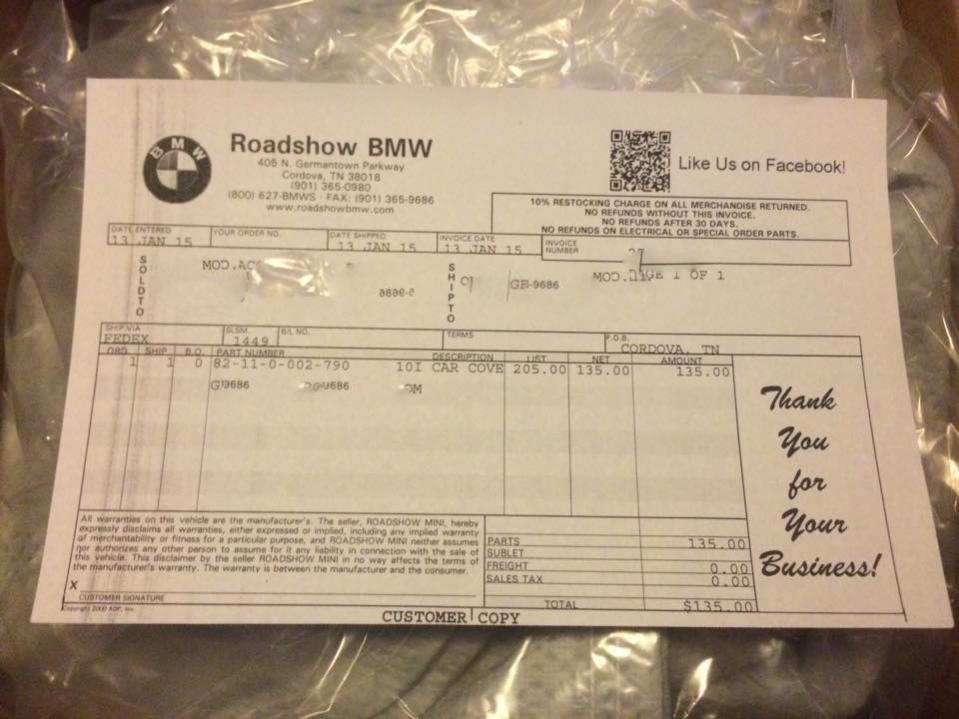 BMW
Roadshow BMW
405 N. Germantown Parkway
Cordova, TN 38018
(901) 365-0980
(800) 627-BMWS · FAX: (901) 365-9686
www.roadshowbmw.com
Like Us on Facebook!
10% RESTOCKING CHARGE ON ALL MERCHANDISE RETURNED.
NO REFUNDS WITHOUT THIS INVOICE.
NO REFUNDS AFTER 30 DAYS.
NO REFUNDS ON ELECTRICAL OR SPECIAL ORDER PARTS.
DATE ENTERED YOUR ORDER NO. DATE SHIPPED INVOICE DATE INVOICE NUMBER
13 JAN 15 13 JAN 15 13 JAN 15
SOLD TO
SHIP TO
PAGE 1 OF 1
SHIP VIA SLSM. B/L NO. TERMS F.O.B.
FEDEX 1449 CORDOVA, TN
ORD. SHIP B.O. PART NUMBER DESCRIPTION LIST NET AMOUNT
1 1 0 82-11-0-002-790 10I CAR COVE 205.00 135.00 135.00
Thank
You
for
Your
Business!
All warranties on this vehicle are the manufacturer's. The seller, ROADSHOW MINI, hereby
expressly disclaims all warranties, either expressed or implied, including any implied warranty
of merchantability or fitness for a particular purpose, and ROADSHOW MINI neither assumes
nor authorizes any other person to assume for it any liability in connection with the sale of
this vehicle. This disclaimer by the seller ROADSHOW MINI in no way affects the terms of
the manufacturer's warranty. The warranty is between the manufacturer and the consumer.
X
CUSTOMER SIGNATURE
Copyright 2000 ADP, Inc.
PARTS 135.00
SUBLET
FREIGHT 0.00
SALES TAX 0.00
TOTAL $135.00
CUSTOMER COPY